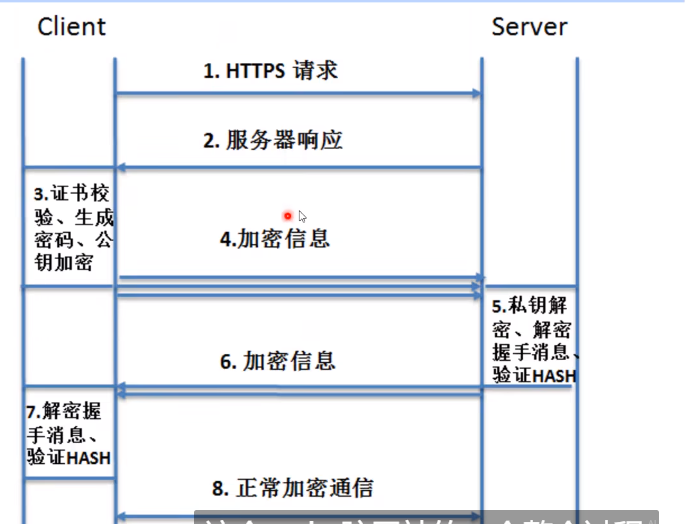 Client
Server
1. HTTPS 请求
2. 服务器响应
3.证书校
验、生成
密码、公
钥加密
4.加密信息
5.私钥解
密、解密
握手消息、
验证HASH
6. 加密信息
7.解密握
手消息、
验证HASH
8. 正常加密通信